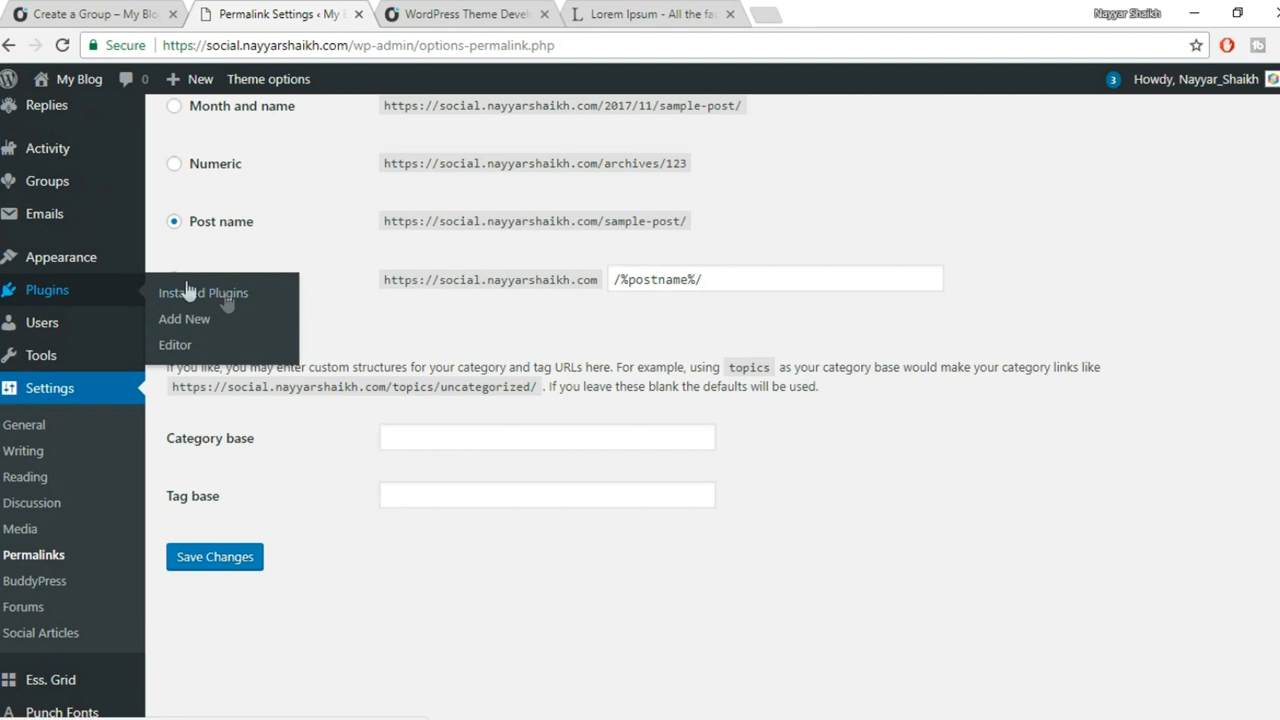 Create a Group – My Blo
Permalink Settings ‹ My B
WordPress Theme Devel
Lorem Ipsum - All the fa
Nayyar Shaikh
Secure
https://social.nayyarshaikh.com/wp-admin/options-permalink.php
My Blog
0
New
Theme options
3
Howdy, Nayyar_Shaikh
Replies
Activity
Groups
Emails
Appearance
Plugins
Users
Tools
Settings
General
Writing
Reading
Discussion
Media
Permalinks
BuddyPress
Forums
Social Articles
Ess. Grid
Punch Fonts
Installed Plugins
Add New
Editor
Month and name
https://social.nayyarshaikh.com/2017/11/sample-post/
Numeric
https://social.nayyarshaikh.com/archives/123
Post name
https://social.nayyarshaikh.com/sample-post/
https://social.nayyarshaikh.com
/%postname%/
If you like, you may enter custom structures for your category and tag URLs here. For example, using topics as your category base would make your category links like
https://social.nayyarshaikh.com/topics/uncategorized/ . If you leave these blank the defaults will be used.
Category base
Tag base
Save Changes